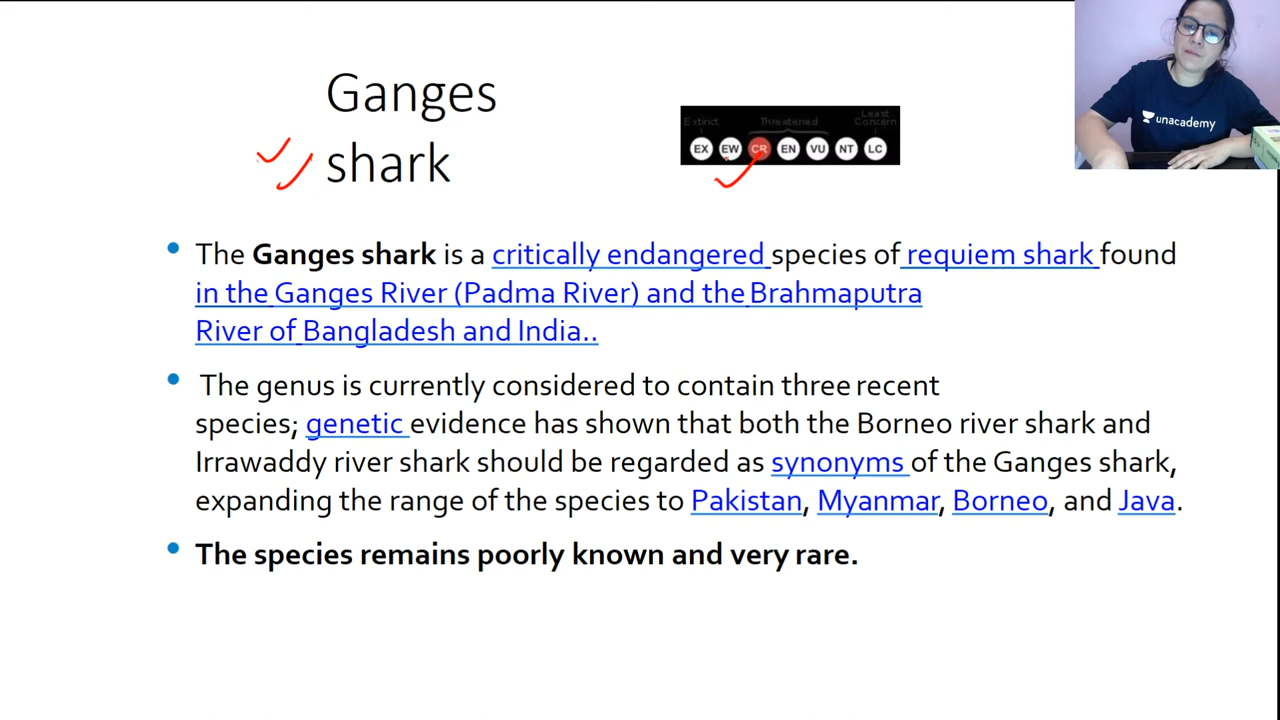 Ganges
shark
Extinct Threatened Least
Concern
EX EW CR EN VU NT LC
unacademy
The Ganges shark is a critically endangered species of requiem shark found
in the Ganges River (Padma River) and the Brahmaputra
River of Bangladesh and India..
The genus is currently considered to contain three recent
species; genetic evidence has shown that both the Borneo river shark and
Irrawaddy river shark should be regarded as synonyms of the Ganges shark,
expanding the range of the species to Pakistan, Myanmar, Borneo, and Java.
The species remains poorly known and very rare.